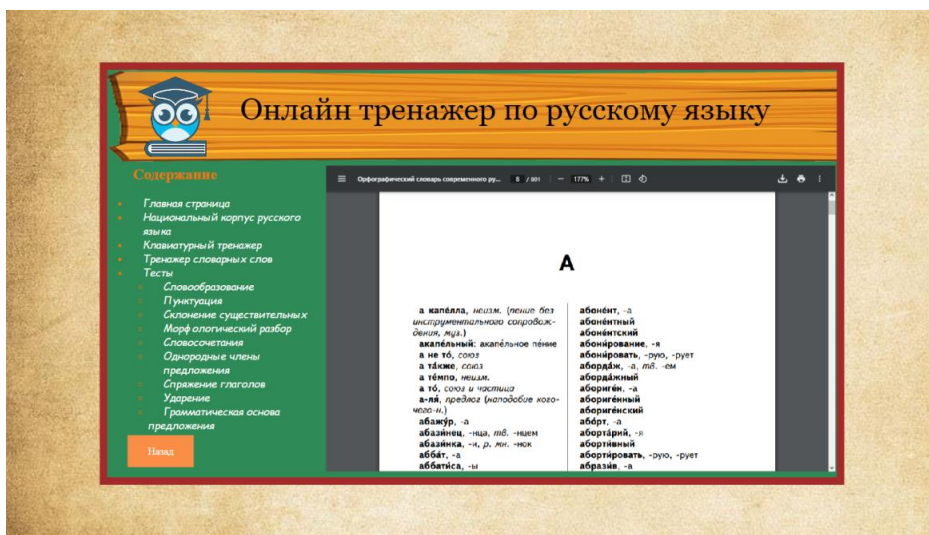 Онлайн тренажер по русскому языку
Содержание
Главная страница
Национальный корпус русского
языка
Клавиатурный тренажер
Тренажер словарных слов
Тесты
Словообразование
Пунктуация
Склонение существительных
Морфологический разбор
Словосочетания
Однородные члены
предложения
Спряжение глаголов
Ударение
Грамматическая основа
предложения
Назад
Орфографический словарь современного ру... 8 / 801 − 177% +
А
а капе́лла, неизм. (пение без
инструментального сопровож-
дения, муз.)
акапе́льный: акапе́льное пе́ние
а не то́, союз
а та́кже, союз
а те́мпо, неизм.
а то́, союз и частица
а-ля́, предлог (наподобие кого-
чего-н.)
абажу́р, -а
абази́нец, -нца, тв. -нцем
абази́нка, -и, р. мн. -нок
абба́т, -а
аббати́са, -ы
абоне́нт, -а
абоне́нтный
абоне́нтский
абони́рование, -я
абони́ровать, -рую, -рует
аборда́ж, -а, тв. -ем
аборда́жный
абориге́н, -а
абориге́нный
абориге́нский
або́рт, -а
аборта́рий, -я
аборти́вный
аборти́ровать, -рую, -рует
абрази́в, -а